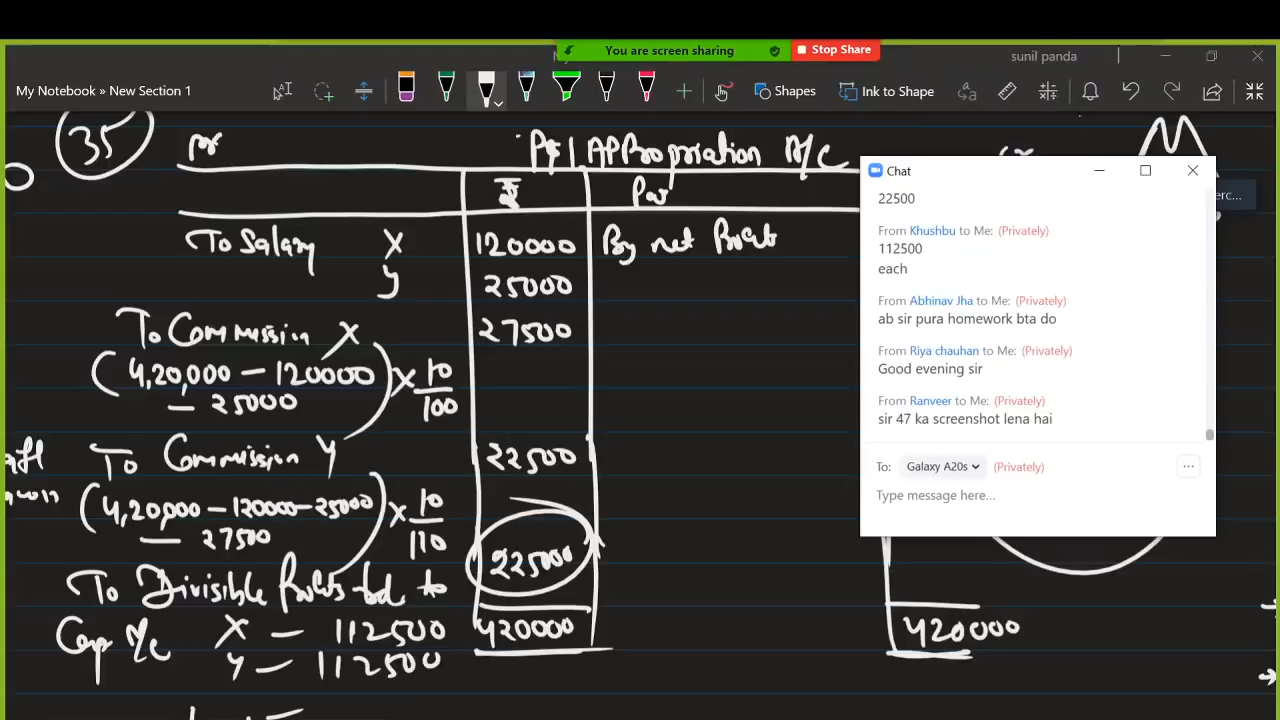 You are screen sharing
Stop Share
sunil panda
My Notebook » New Section 1
Shapes
Ink to Shape
35
P&L APPropriation A/c
₹
Par
To Salary X 120000 By net Profit
Y 25000
To Commission X 27500
(4,20,000 – 120000 – 25000) × 10/100
To Commission Y 22500
(4,20,000 – 120000 – 25000 – 27500) × 10/110
To Divisible Profits td. to 225000
Cap A/c X – 112500 420000
Y – 112500
420000
Chat
22500
From Khushbu to Me: (Privately)
112500
each
From Abhinav Jha to Me: (Privately)
ab sir pura homework bta do
From Riya chauhan to Me: (Privately)
Good evening sir
From Ranveer to Me: (Privately)
sir 47 ka screenshot lena hai
To: Galaxy A20s (Privately)
Type message here...
erc...